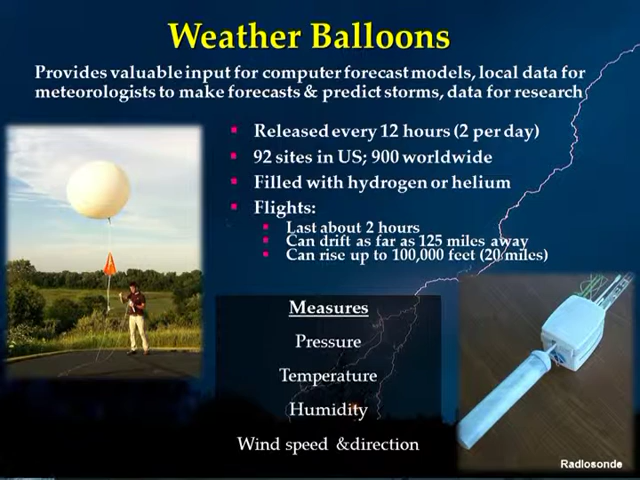 Weather Balloons
Provides valuable input for computer forecast models, local data for
meteorologists to make forecasts & predict storms, data for research
Released every 12 hours (2 per day)
92 sites in US; 900 worldwide
Filled with hydrogen or helium
Flights:
Last about 2 hours
Can drift as far as 125 miles away
Can rise up to 100,000 feet (20 miles)
Measures
Pressure
Temperature
Humidity
Wind speed &direction
Radiosonde